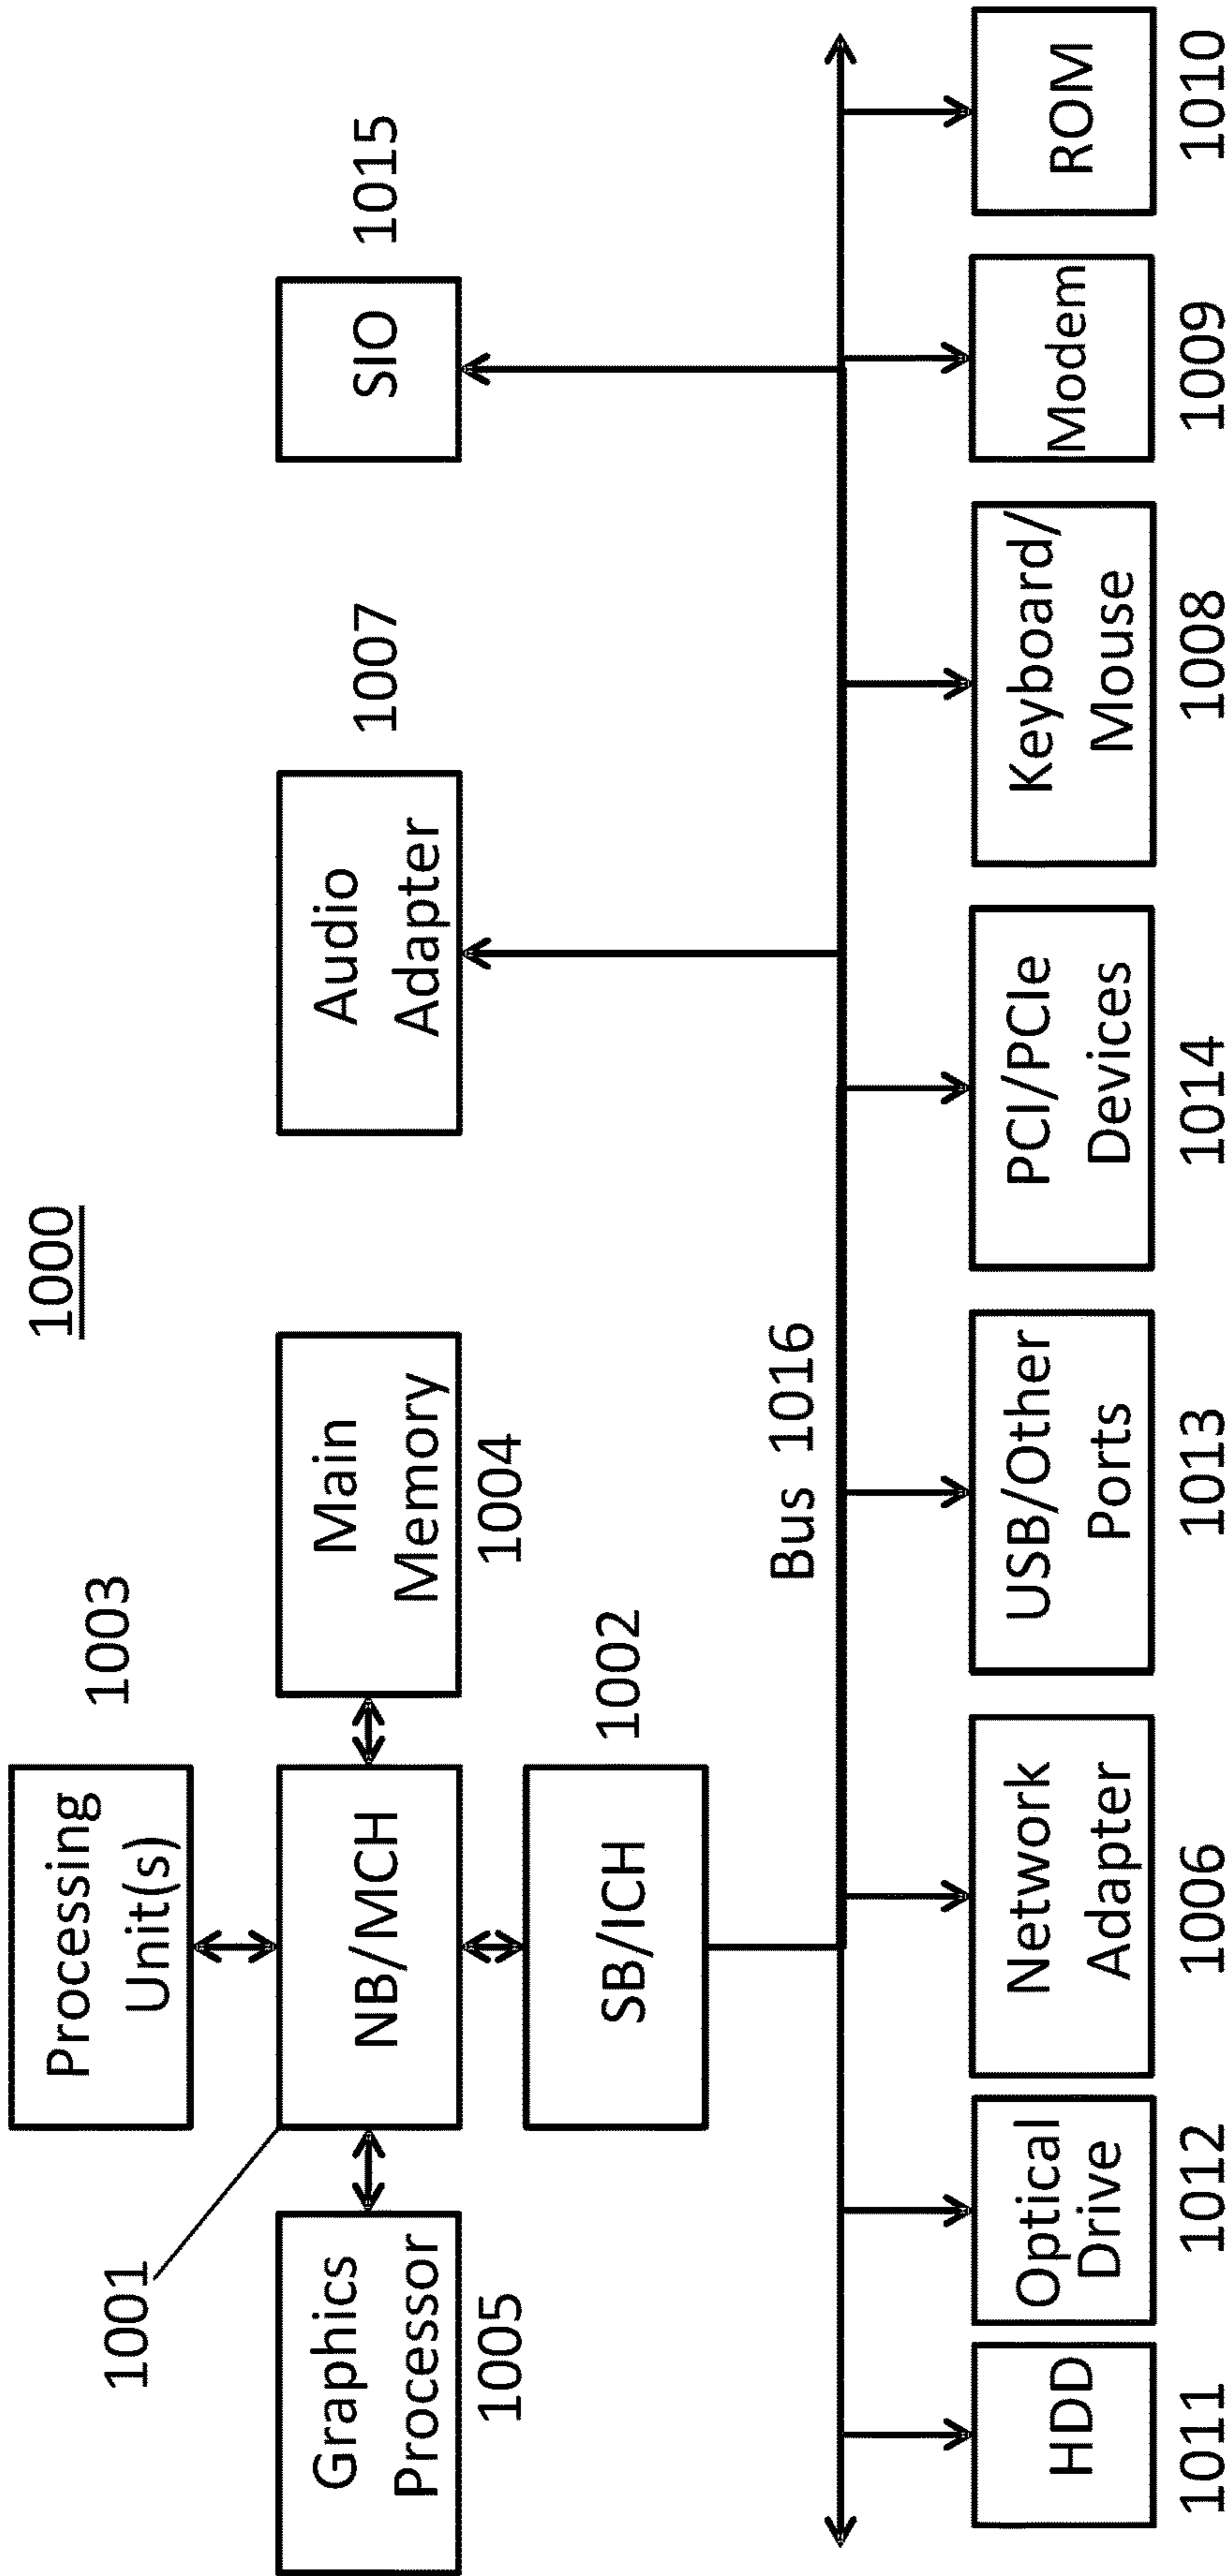 1000
1003
Processing
Unit(s)
1001
1007
1015
Graphics
Processor
NB/MCH
Main
Memory
Audio
Adapter
SIO
1005
1004
1002
SB/ICH
Bus 1016
HDD
Optical
Drive
Network
Adapter
USB/Other
Ports
PCI/PCIe
Devices
Keyboard/
Mouse
Modem
ROM
1011
1012
1006
1013
1014
1008
1009
1010